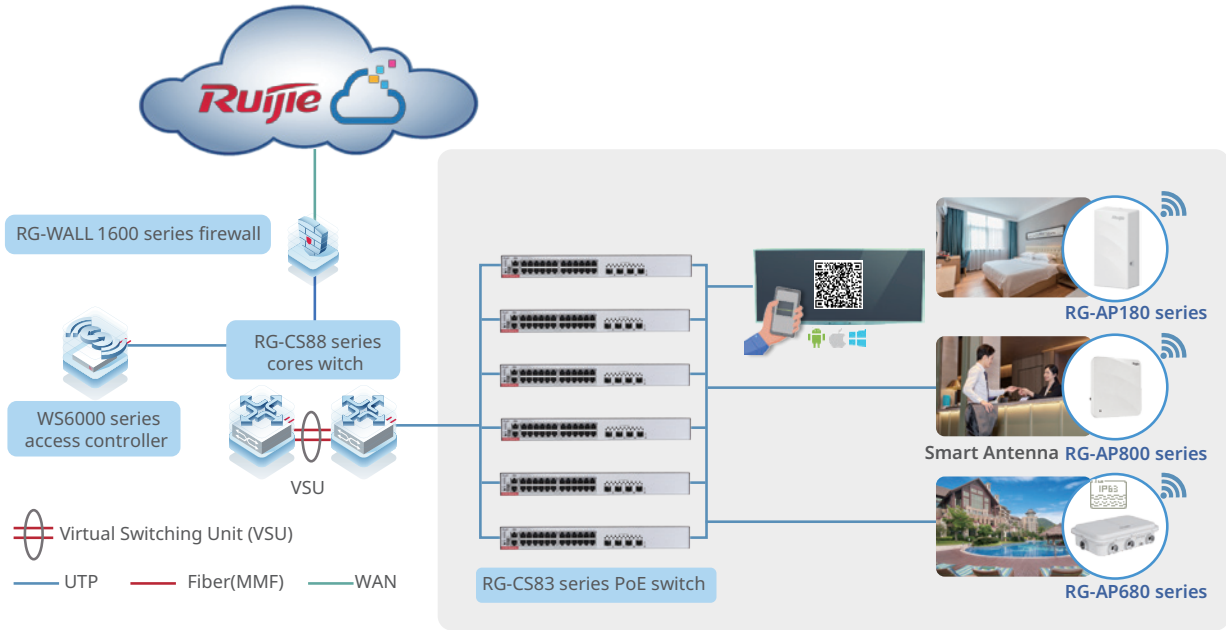 Ruijie
RG-WALL 1600 series firewall
RG-CS88 series
cores witch
WS6000 series
access controller
VSU
Virtual Switching Unit (VSU)
UTP
Fiber(MMF)
WAN
RG-CS83 series PoE switch
RG-AP180 series
Smart Antenna
RG-AP800 series
IP63
RG-AP680 series